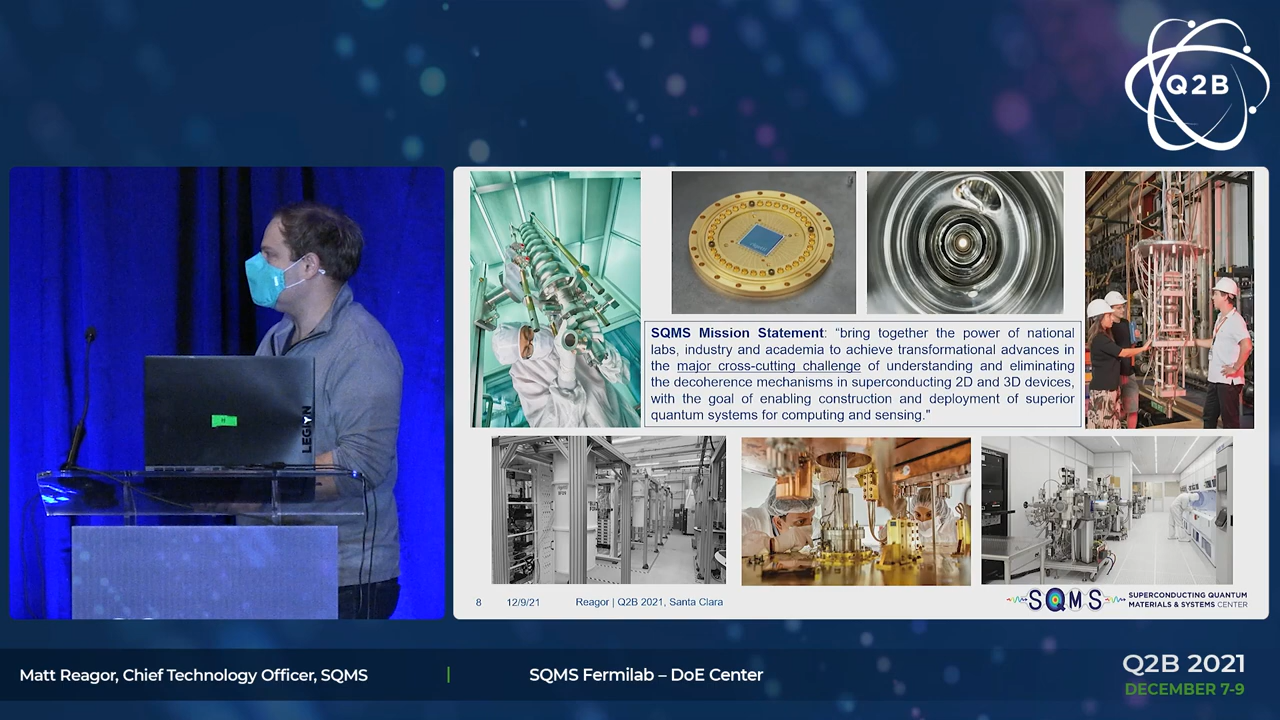 Q2B
LEGION
SQMS Mission Statement: “bring together the power of national
labs, industry and academia to achieve transformational advances in
the major cross-cutting challenge of understanding and eliminating
the decoherence mechanisms in superconducting 2D and 3D devices,
with the goal of enabling construction and deployment of superior
quantum systems for computing and sensing."
8 12/9/21 Reagor | Q2B 2021, Santa Clara
SQMS
SUPERCONDUCTING QUANTUM
MATERIALS & SYSTEMS CENTER
Matt Reagor, Chief Technology Officer, SQMS | SQMS Fermilab – DoE Center
Q2B 2021
DECEMBER 7-9